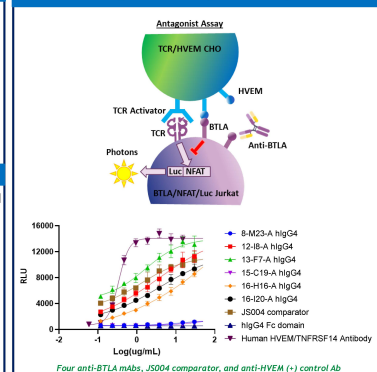 Antagonist Assay
TCR/HVEM CHO
HVEM
TCR Activator
TCR
BTLA
Anti-BTLA
Photons
Luc NFAT
BTLA/NFAT/Luc Jurkat
16000
12000
8000
4000
0
RLU
-2 -1 0 1 2
Log(ug/mL)
8-M23-A hIgG4
12-I8-A hIgG4
13-F7-A hIgG4
15-C19-A hIgG4
16-H16-A hIgG4
16-I20-A hIgG4
JS004 comparator
hIgG4 Fc domain
Human HVEM/TNFRSF14 Antibody
Four anti-BTLA mAbs, JS004 comparator, and anti-HVEM (+) control Ab